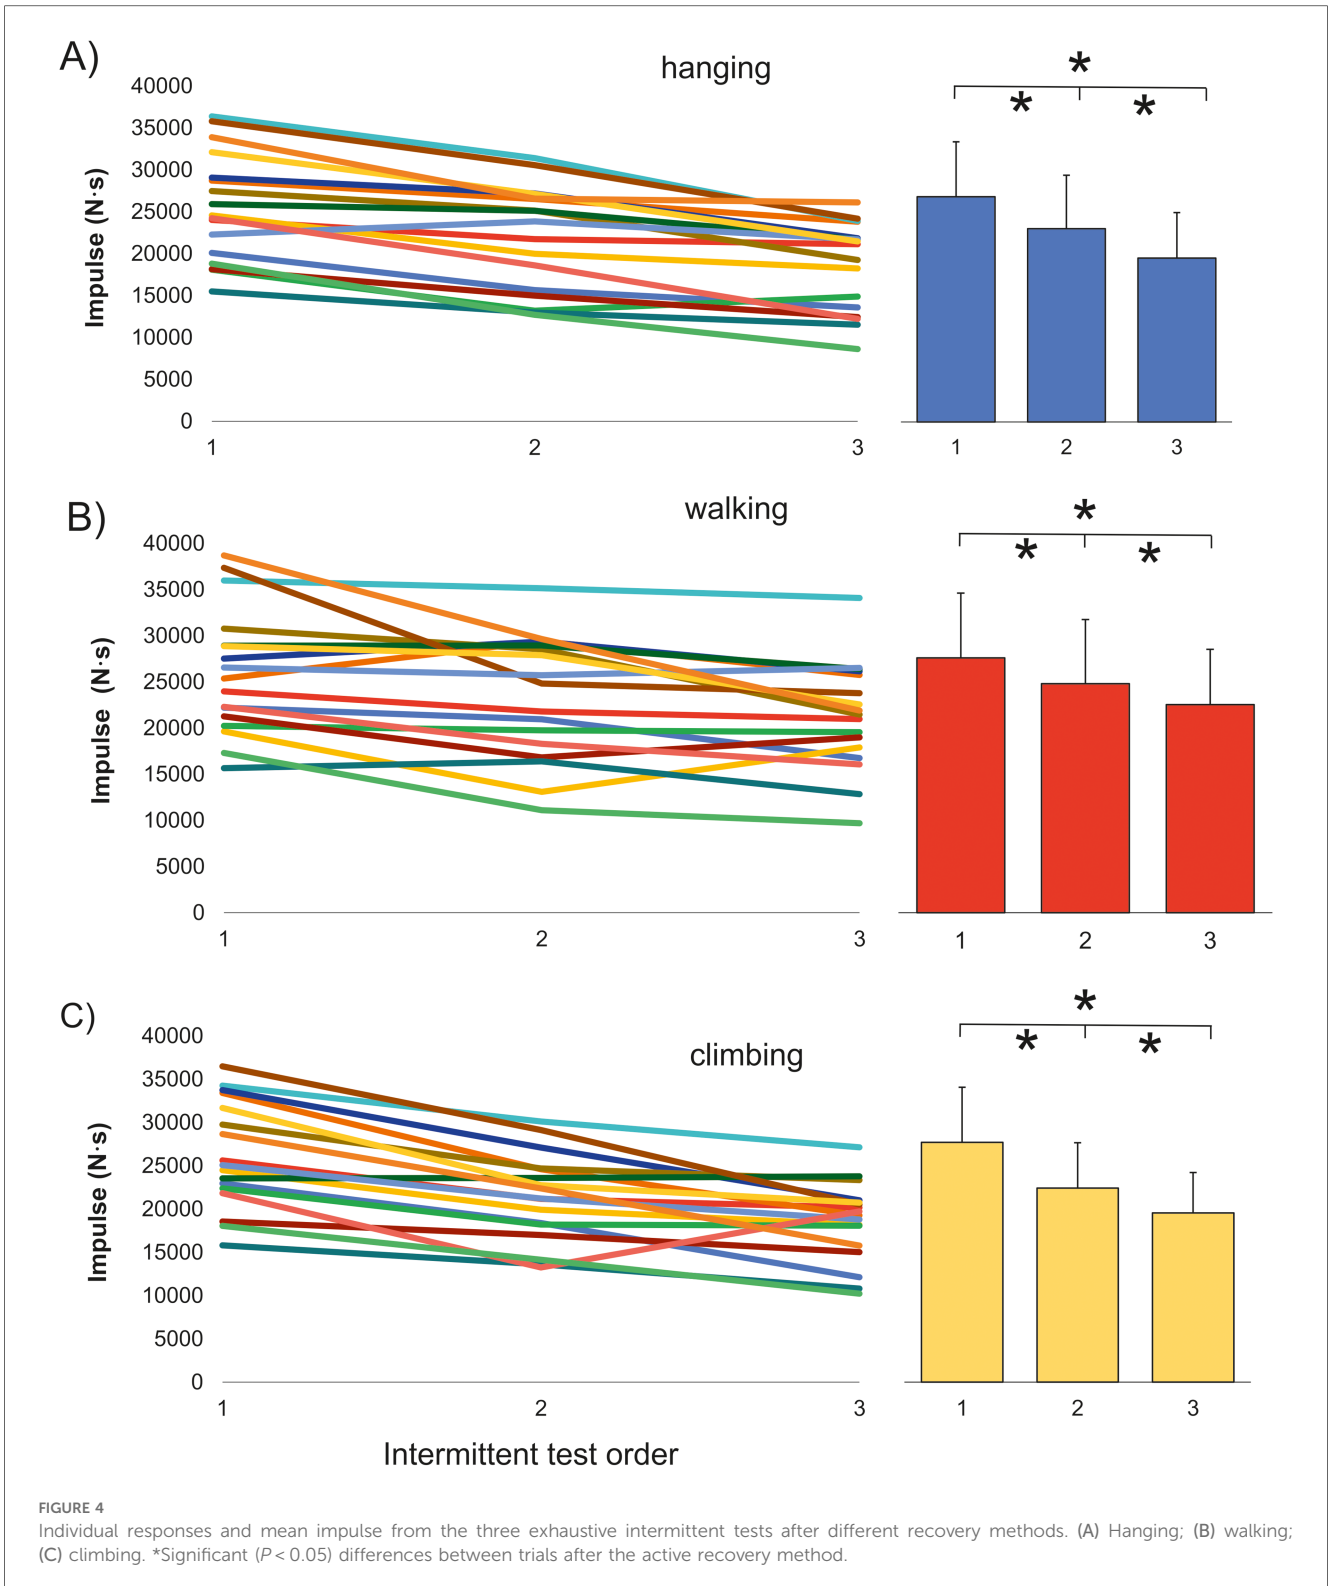 A)
hanging
*
* *
40000
35000
30000
25000
20000
15000
10000
5000
0
Impulse (N·s)
1 2 3
1 2 3
B)
walking
*
* *
40000
35000
30000
25000
20000
15000
10000
5000
0
Impulse (N·s)
1 2 3
1 2 3
C)
climbing
*
* *
40000
35000
30000
25000
20000
15000
10000
5000
0
Impulse (N·s)
1 2 3
1 2 3
Intermittent test order
FIGURE 4
Individual responses and mean impulse from the three exhaustive intermittent tests after different recovery methods. (A) Hanging; (B) walking;
(C) climbing. *Significant (P < 0.05) differences between trials after the active recovery method.